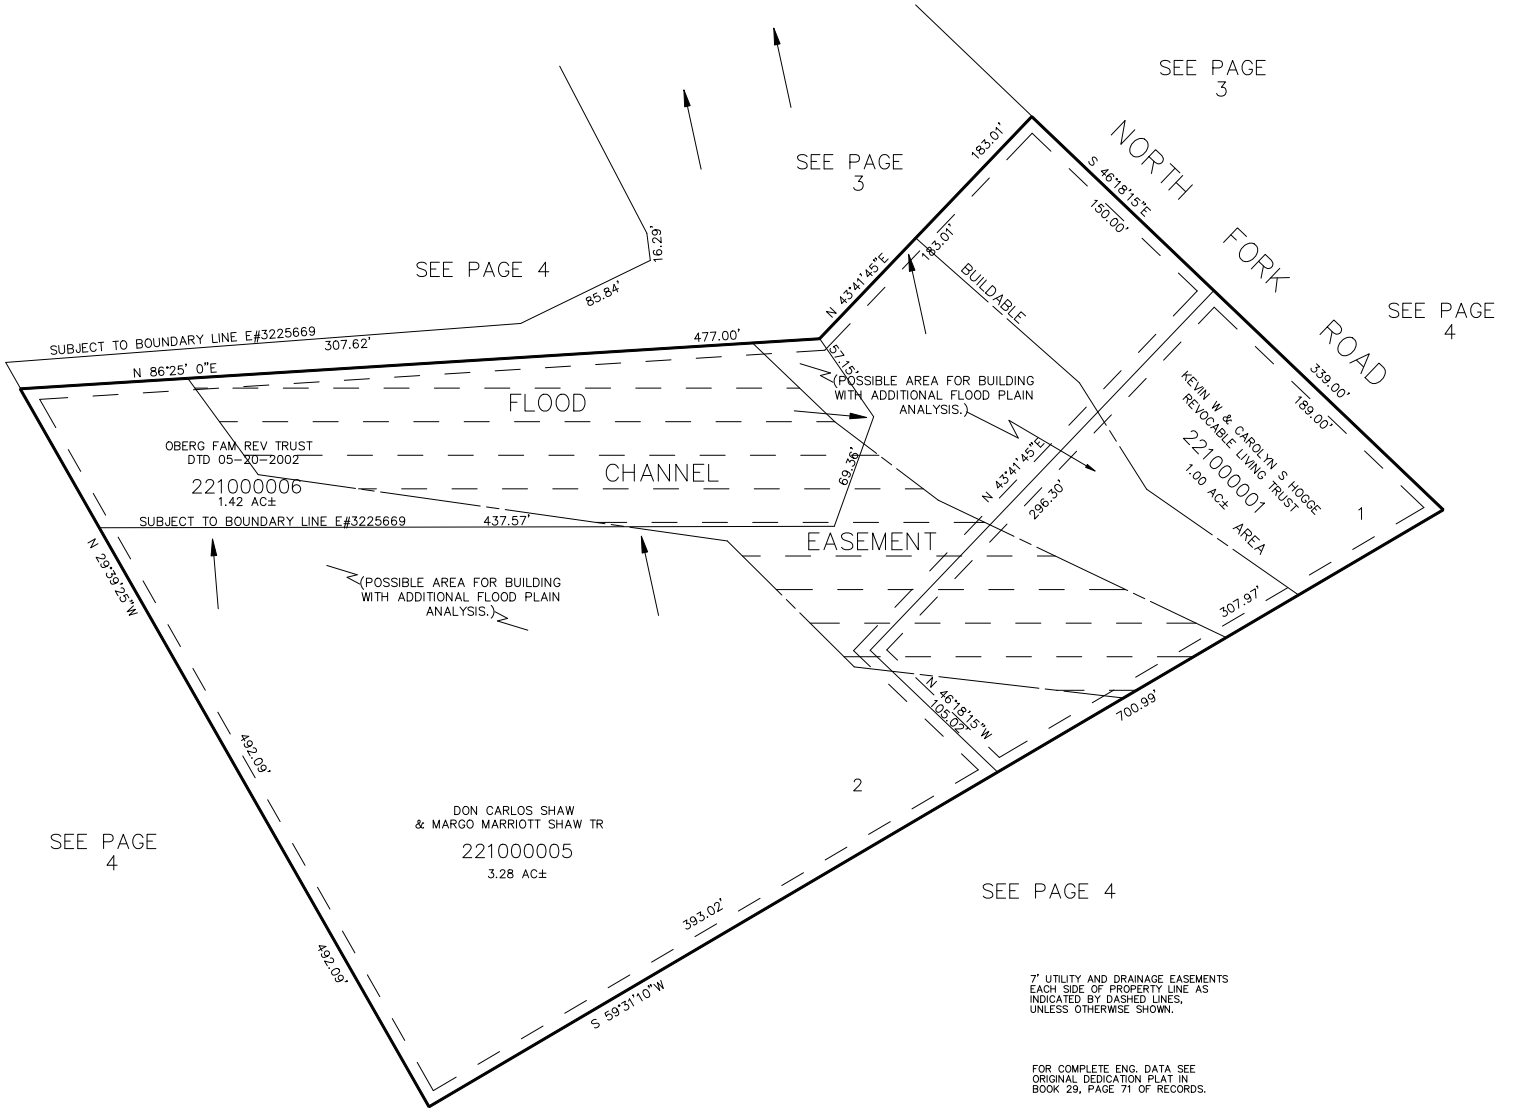 SEE PAGE
3
SEE PAGE
3
NORTH
FORK
ROAD
183.01'
S 46°18'15"E
150.00'
183.01'
N 43°41'45"E
SEE PAGE 4
16.29'
85.84'
SEE PAGE
4
SUBJECT TO BOUNDARY LINE E#3225669
307.62'
477.00'
N 86°25' 0"E
BUILDABLE
57.15'
(POSSIBLE AREA FOR BUILDING
WITH ADDITIONAL FLOOD PLAIN
ANALYSIS.)
339.00'
189.00'
KEVIN W & CAROLYN S HOGGE
REVOCABLE LIVING TRUST
221000001
1.00 AC±
AREA
1
FLOOD
CHANNEL
EASEMENT
OBERG FAM REV TRUST
DTD 05-20-2002
221000006
1.42 AC±
69.36'
N 43°41'45"E
296.30'
SUBJECT TO BOUNDARY LINE E#3225669
437.57'
N 29°39'25"W
(POSSIBLE AREA FOR BUILDING
WITH ADDITIONAL FLOOD PLAIN
ANALYSIS.)
307.97'
N 46°18'15"W
105.02'
700.99'
492.09'
2
DON CARLOS SHAW
& MARGO MARRIOTT SHAW TR
221000005
3.28 AC±
SEE PAGE
4
SEE PAGE 4
393.02'
492.09'
S 59°31'10"W
7' UTILITY AND DRAINAGE EASEMENTS
EACH SIDE OF PROPERTY LINE AS
INDICATED BY DASHED LINES,
UNLESS OTHERWISE SHOWN.
FOR COMPLETE ENG. DATA SEE
ORIGINAL DEDICATION PLAT IN
BOOK 29, PAGE 71 OF RECORDS.